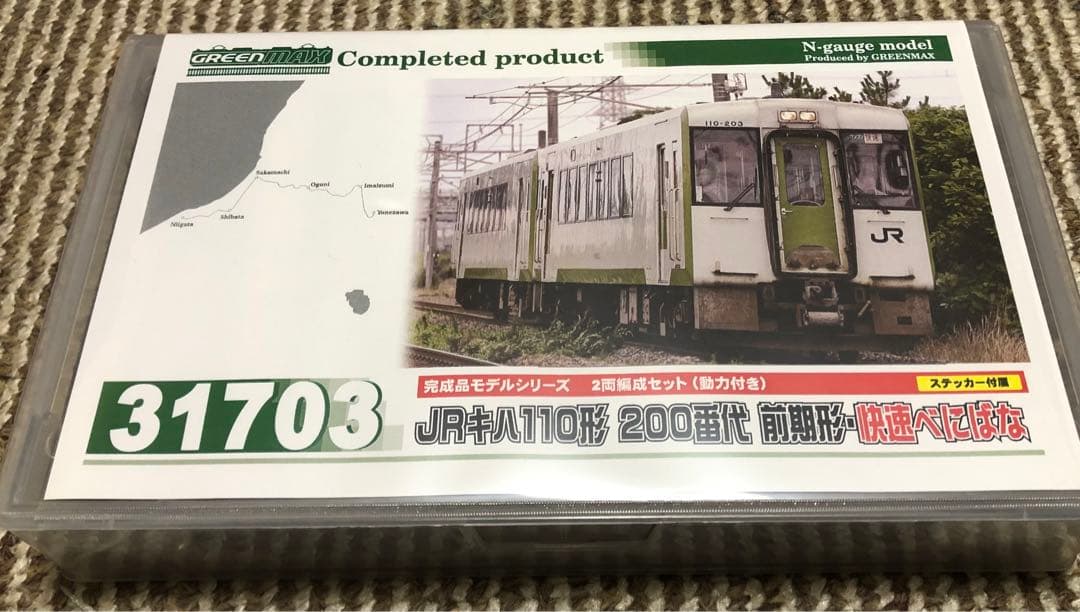 GREENMAX Completed product
N-gauge model
Produced by GREENMAX
110-203
快速
JR
Sakamachi
Oguni
Imaizumi
Yonezawa
Shibata
Niigata
31703
完成品モデルシリーズ 2両編成セット（動力付き）
ステッカー付属
JRキハ110形 200番代 前期形・快速べにばな